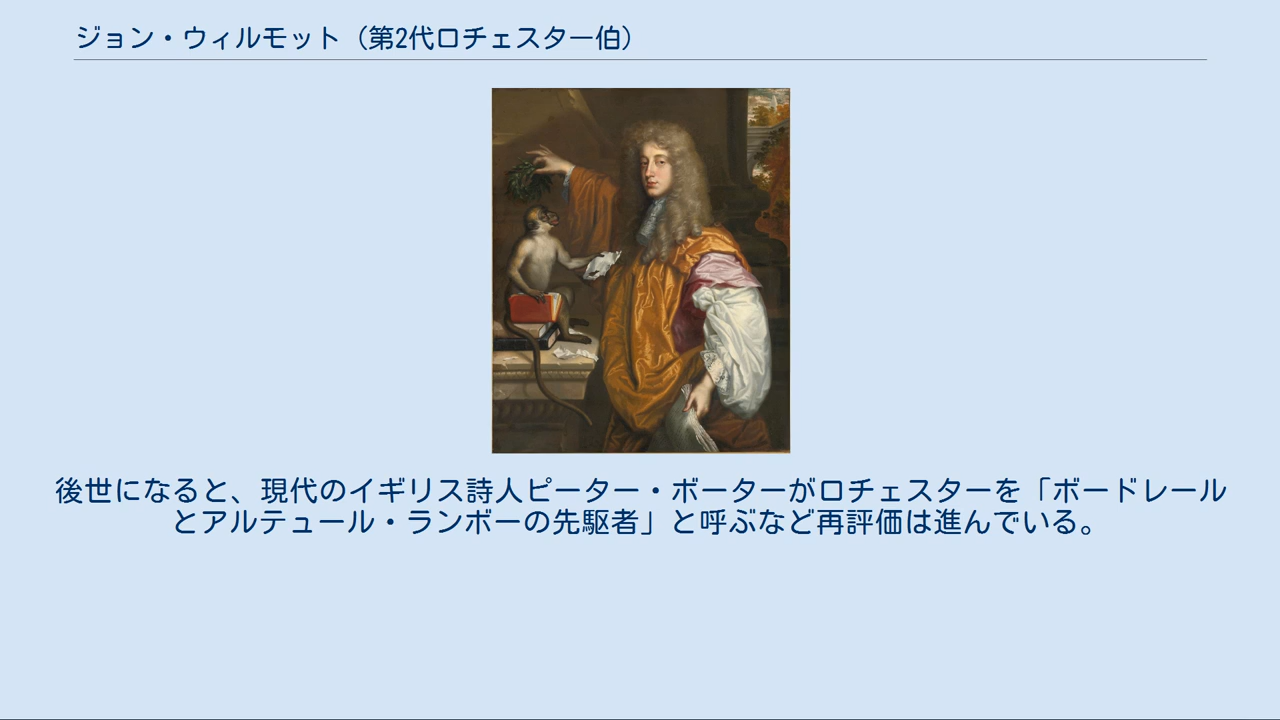 ジョン・ウィルモット（第2代ロチェスター伯）
後世になると、現代のイギリス詩人ピーター・ポーターがロチェスターを「ボードレール
とアルテュール・ランボーの先駆者」と呼ぶなど再評価は進んでいる。